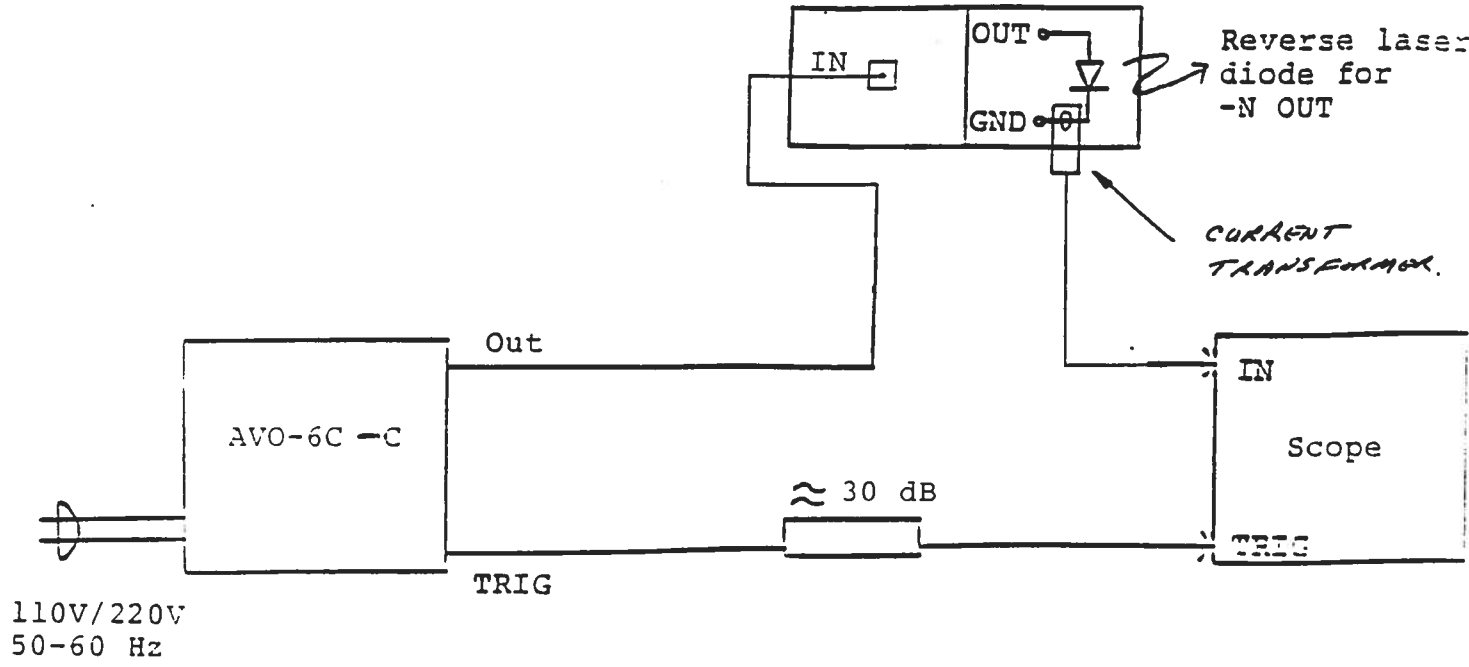 OUT
IN
GND
Reverse laser
diode for
-N OUT
CURRENT
TRANSFORMER.
Out
AVO-6C -C
IN
Scope
≈ 30 dB
TRIG
TRIG
110V/220V
50-60 Hz